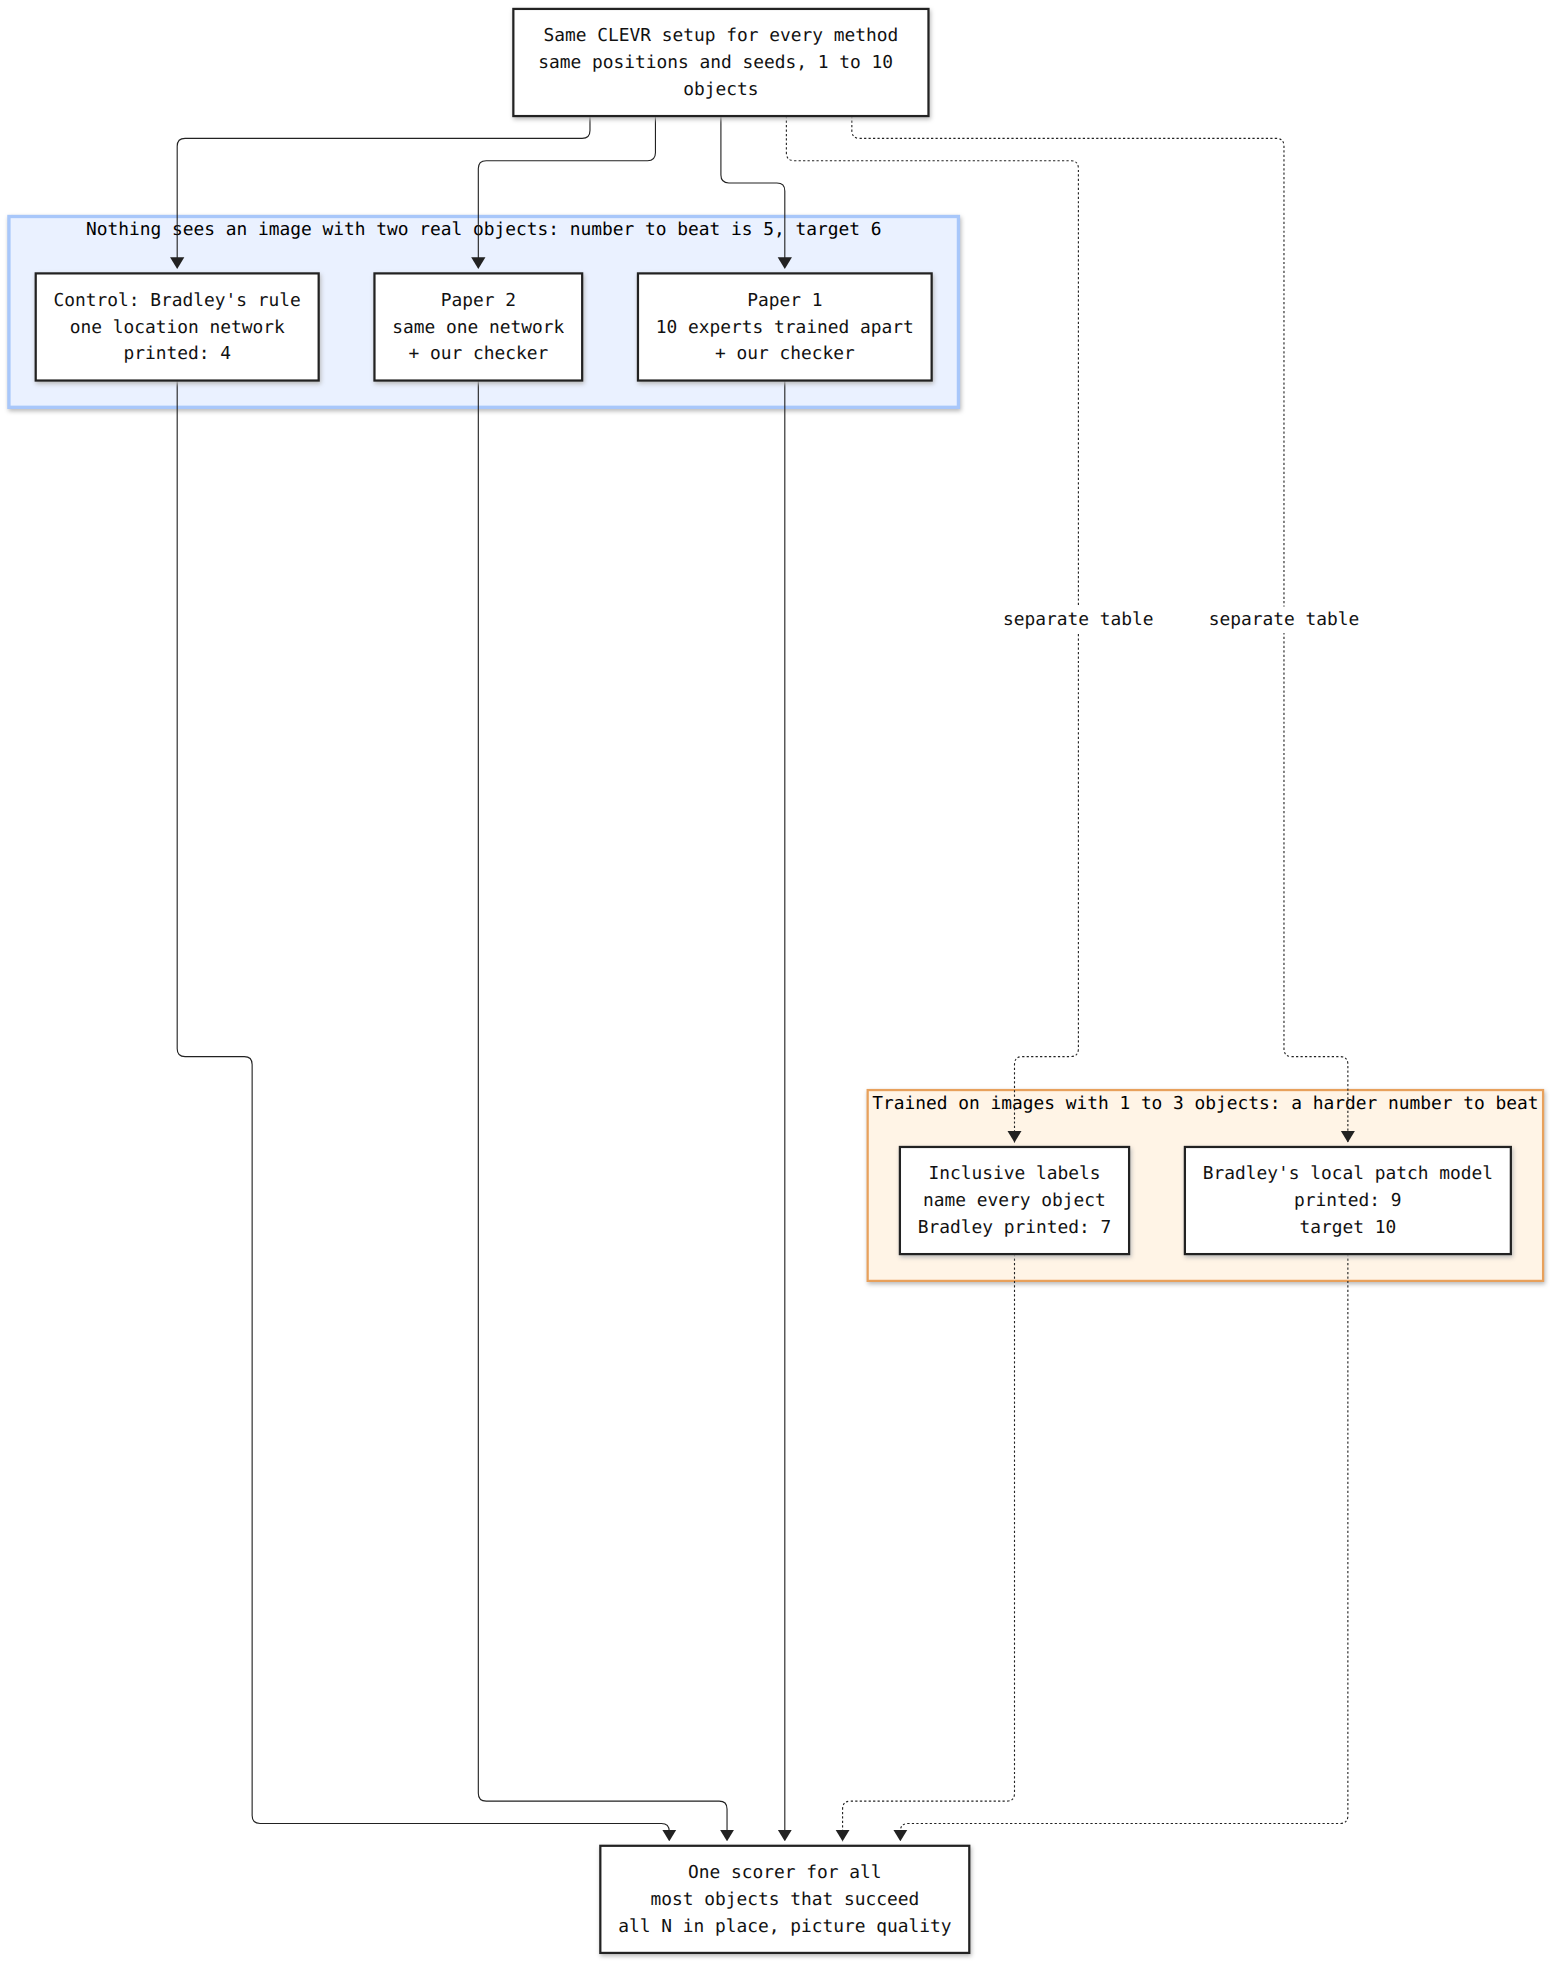 Same CLEVR setup for every method
same positions and seeds, 1 to 10
objects
Nothing sees an image with two real objects: number to beat is 5, target 6
Control: Bradley's rule
one location network
printed: 4
Paper 2
same one network
+ our checker
Paper 1
10 experts trained apart
+ our checker
separate table
separate table
Trained on images with 1 to 3 objects: a harder number to beat
Inclusive labels
name every object
Bradley printed: 7
Bradley's local patch model
printed: 9
target 10
One scorer for all
most objects that succeed
all N in place, picture quality